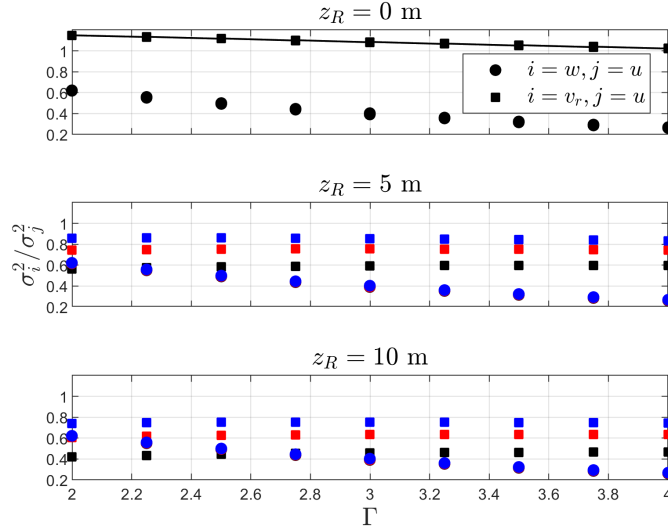 z_R = 0 m
1
0.8
0.6
0.4
0.2
i = w, j = u
i = v_r, j = u
z_R = 5 m
σ_i^2/σ_j^2
1
0.8
0.6
0.4
0.2
z_R = 10 m
1
0.8
0.6
0.4
0.2
2 2.2 2.4 2.6 2.8 3 3.2 3.4 3.6 3.8 4
Γ